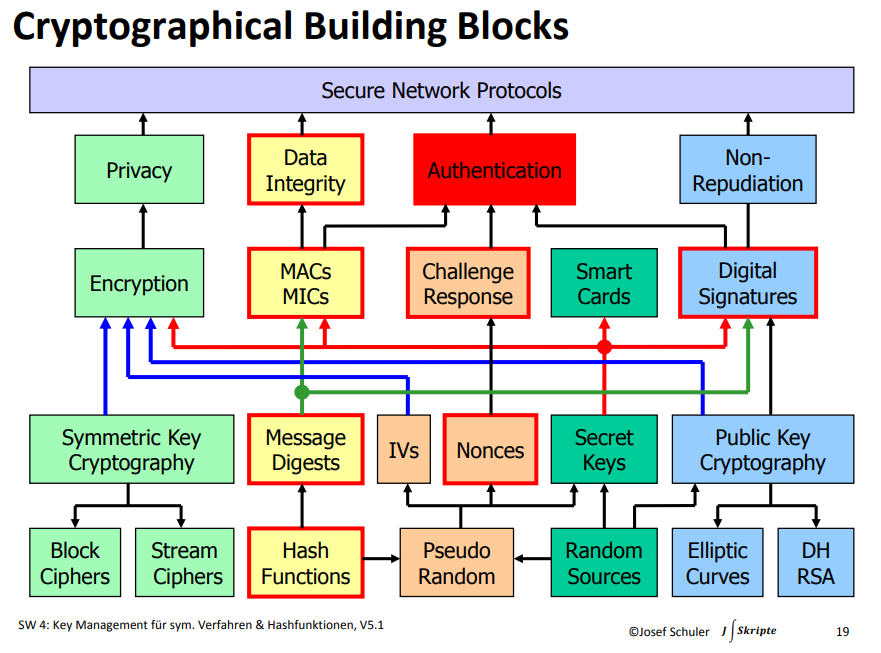 Cryptographical Building Blocks
Secure Network Protocols
Privacy
Data
Integrity
Authentication
Non-
Repudiation
Encryption
MACs
MICs
Challenge
Response
Smart
Cards
Digital
Signatures
Symmetric Key
Cryptography
Message
Digests
IVs
Nonces
Secret
Keys
Public Key
Cryptography
Block
Ciphers
Stream
Ciphers
Hash
Functions
Pseudo
Random
Random
Sources
Elliptic
Curves
DH
RSA
SW 4: Key Management für sym. Verfahren & Hashfunktionen, V5.1
©Josef Schuler J∫Skripte 19